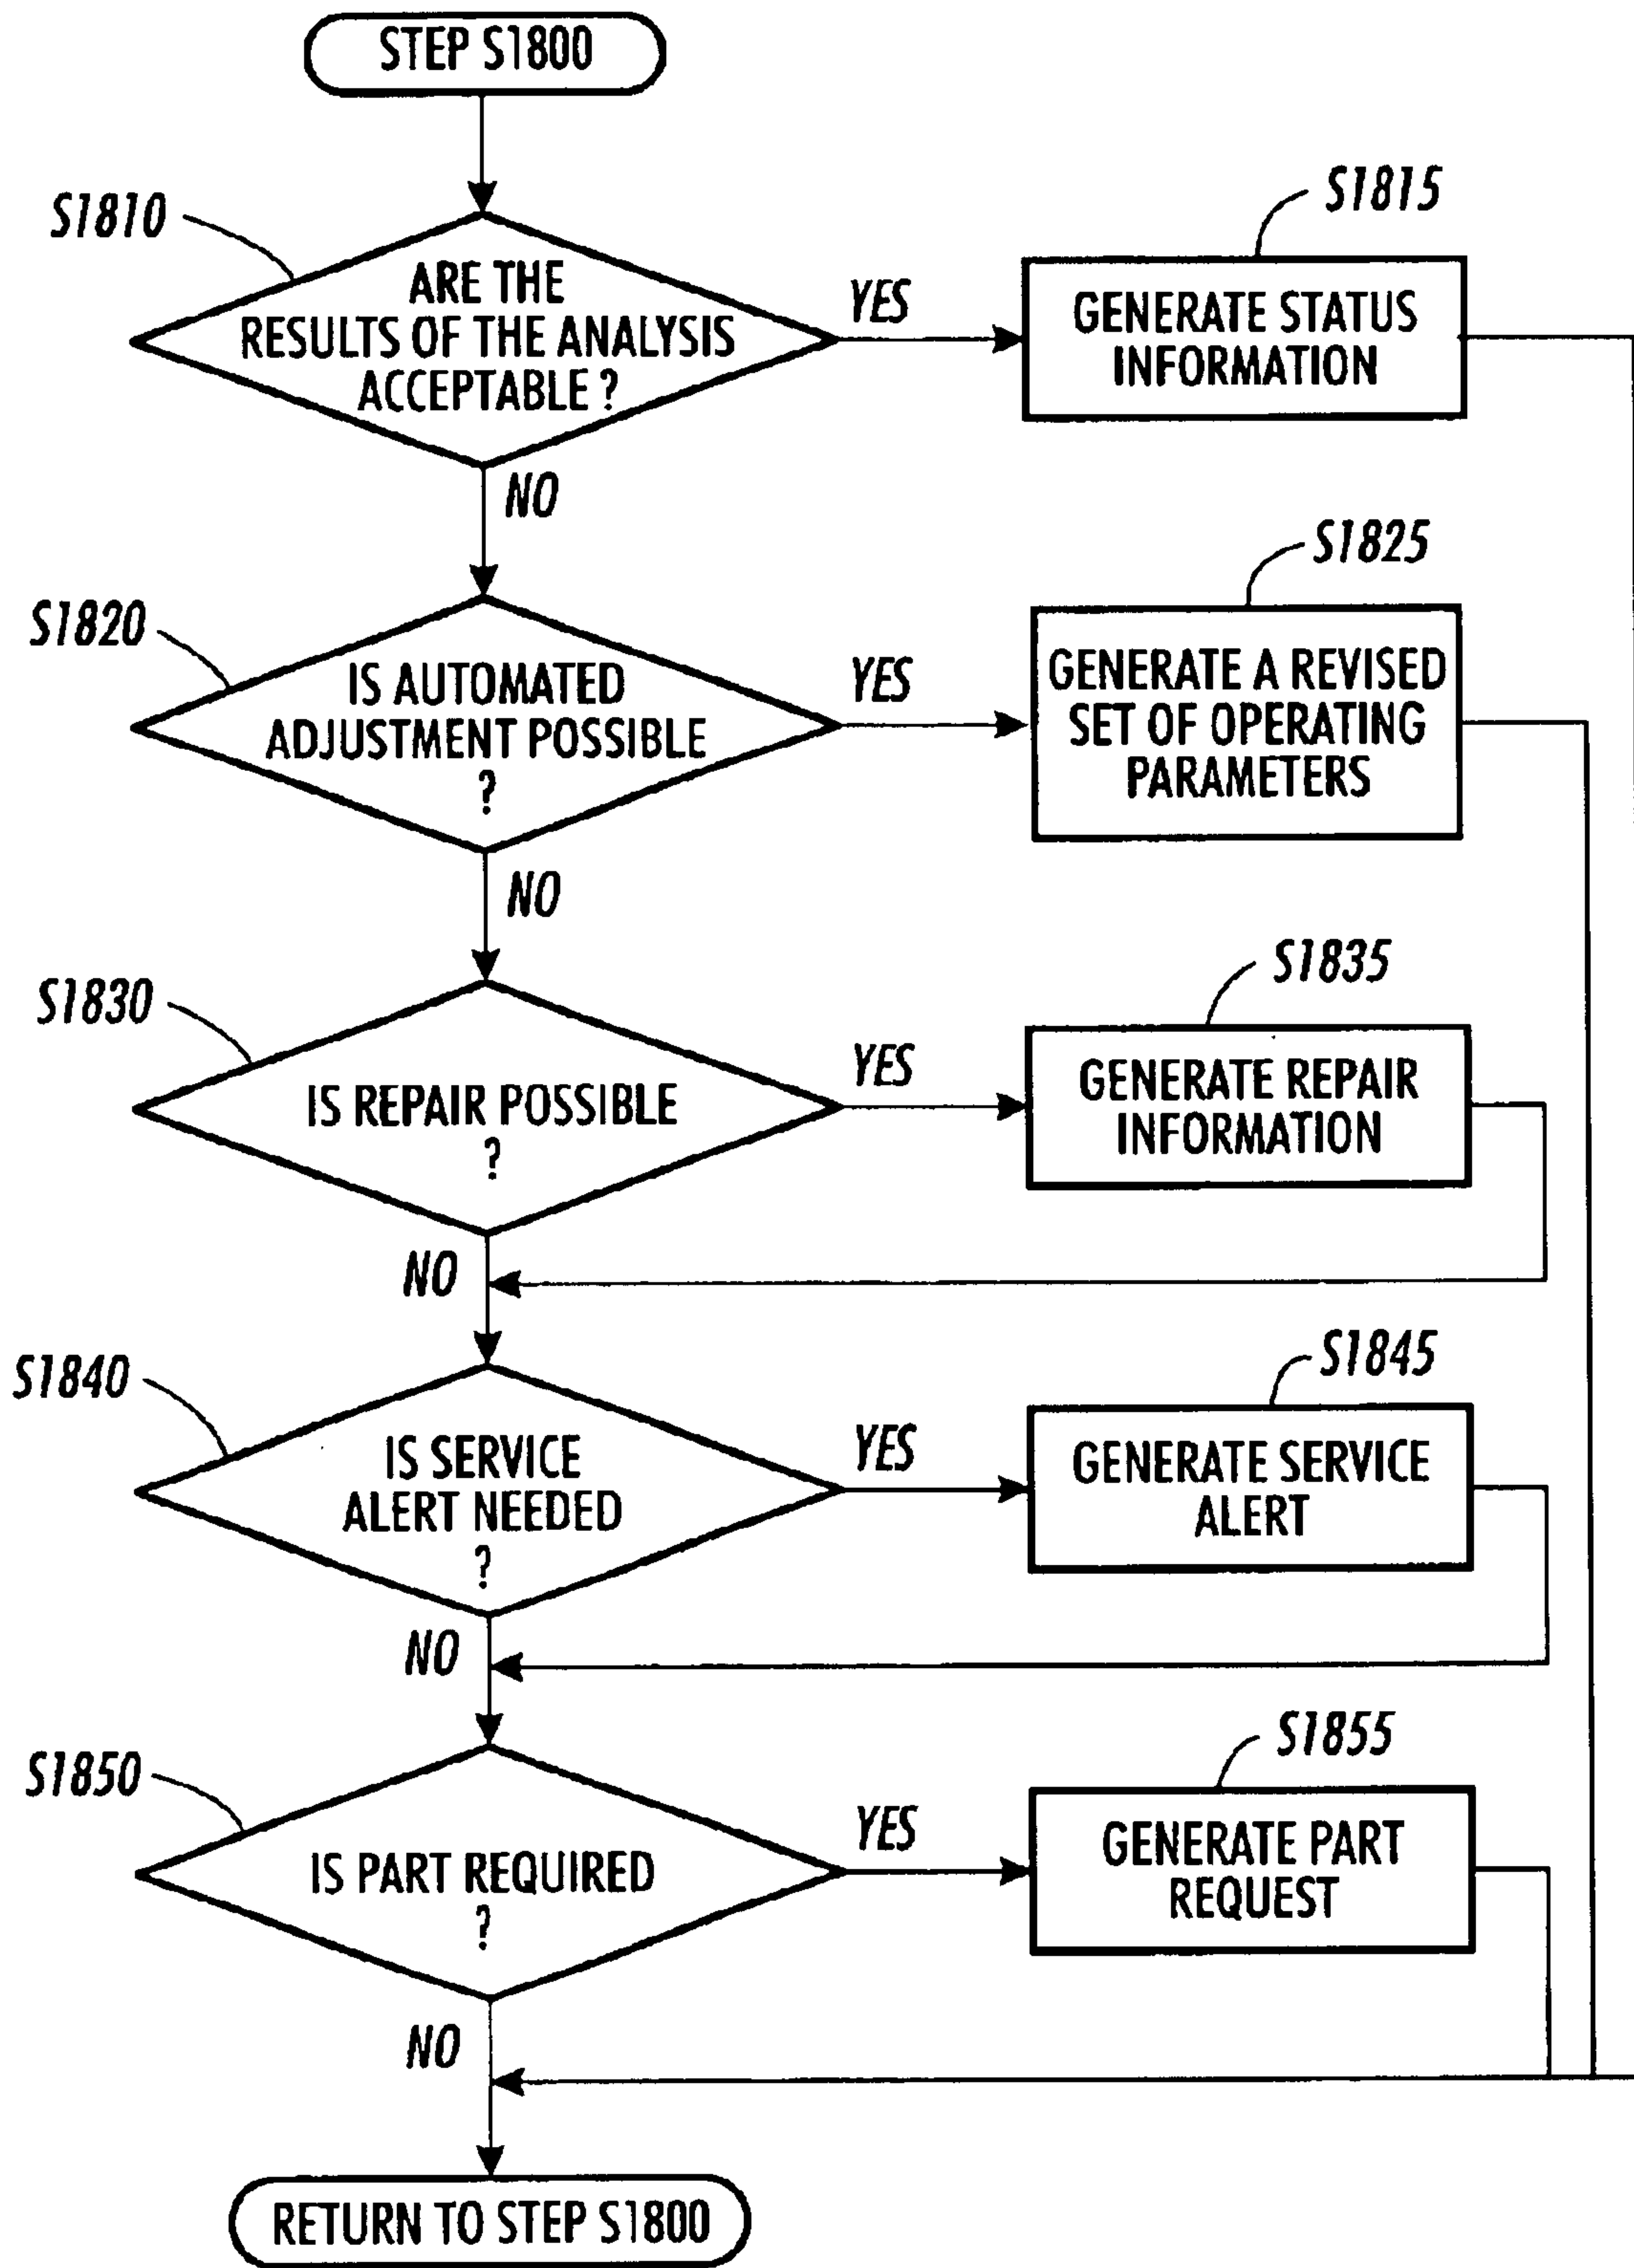 STEP S1800
S1810
ARE THE
RESULTS OF THE ANALYSIS
ACCEPTABLE ?
YES
S1815
GENERATE STATUS
INFORMATION
NO
S1820
IS AUTOMATED
ADJUSTMENT POSSIBLE
?
YES
S1825
GENERATE A REVISED
SET OF OPERATING
PARAMETERS
NO
S1830
IS REPAIR POSSIBLE
?
YES
S1835
GENERATE REPAIR
INFORMATION
NO
S1840
IS SERVICE
ALERT NEEDED
?
YES
S1845
GENERATE SERVICE
ALERT
NO
S1850
IS PART REQUIRED
?
YES
S1855
GENERATE PART
REQUEST
NO
RETURN TO STEP S1800